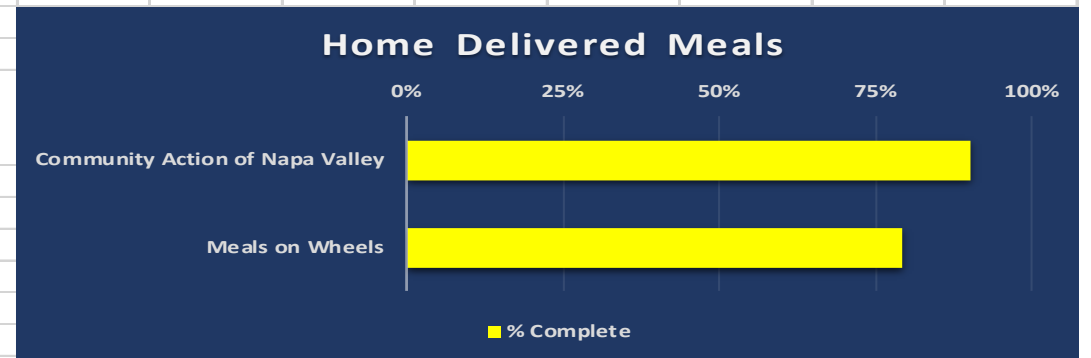 Home Delivered Meals
0% 25% 50% 75% 100%
Community Action of Napa Valley
Meals on Wheels
% Complete